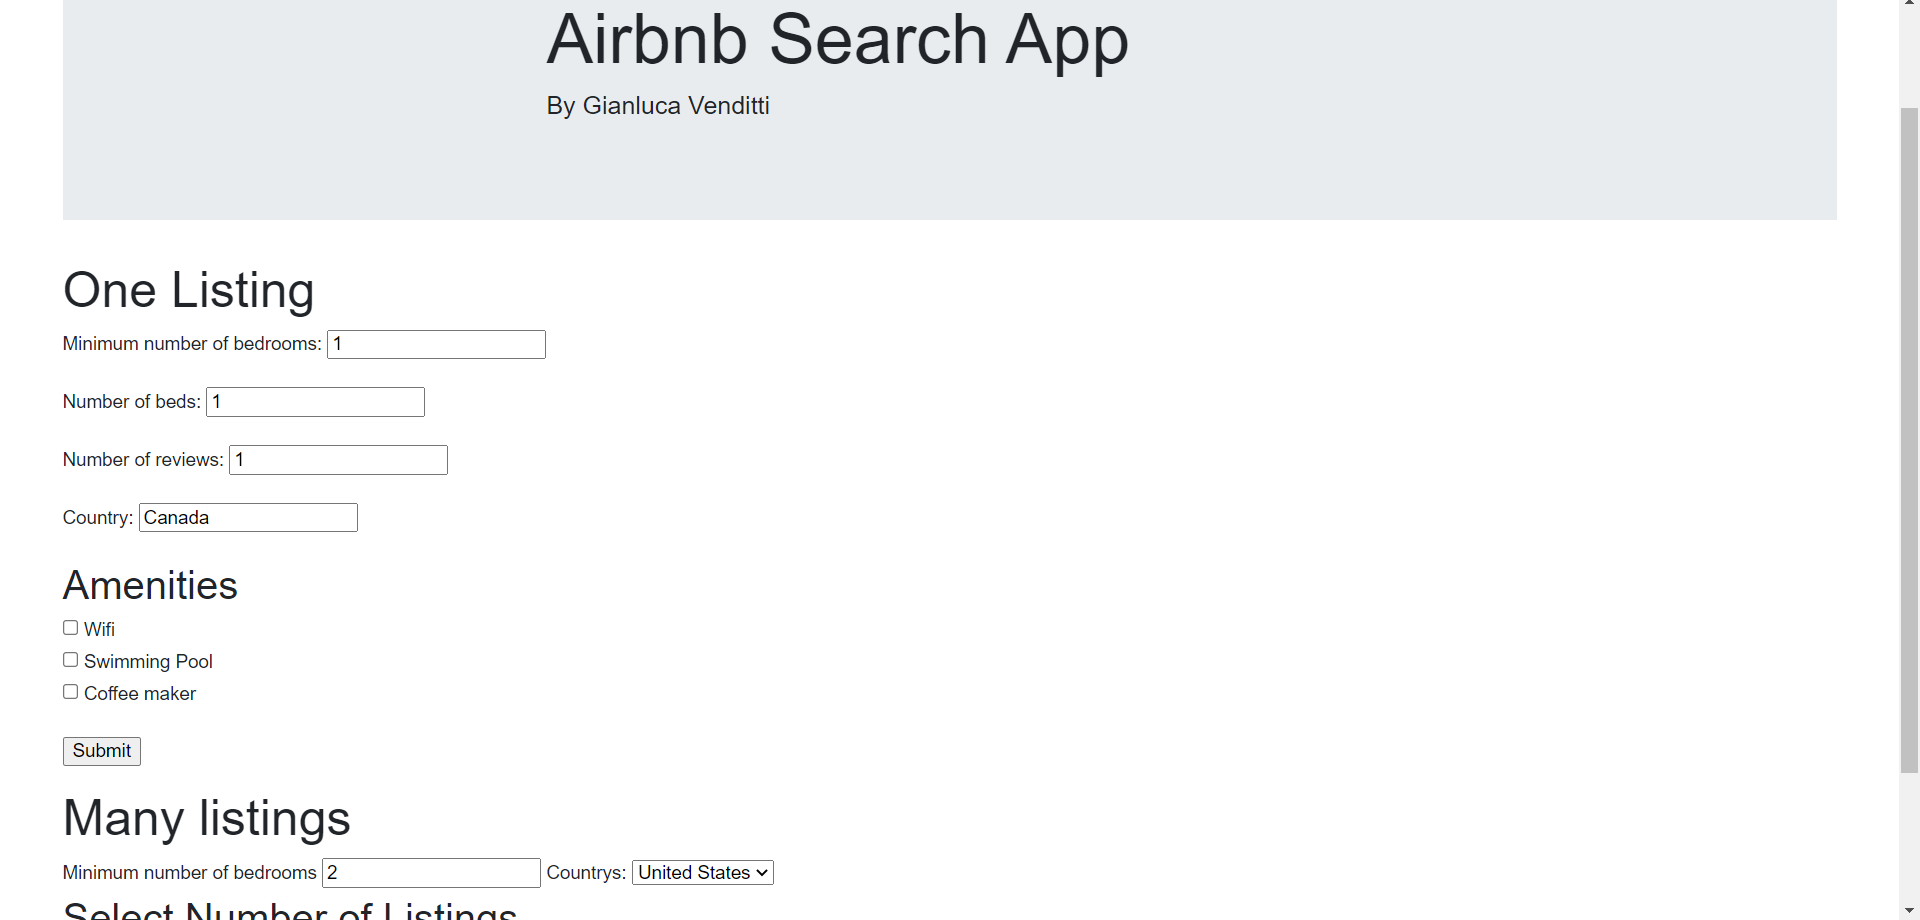 Airbnb Search App
By Gianluca Venditti
One Listing
Minimum number of bedrooms: 1
Number of beds: 1
Number of reviews: 1
Country: Canada
Amenities
Wifi
Swimming Pool
Coffee maker
Submit
Many listings
Minimum number of bedrooms 2 Countrys: United States
Select Number of Listings